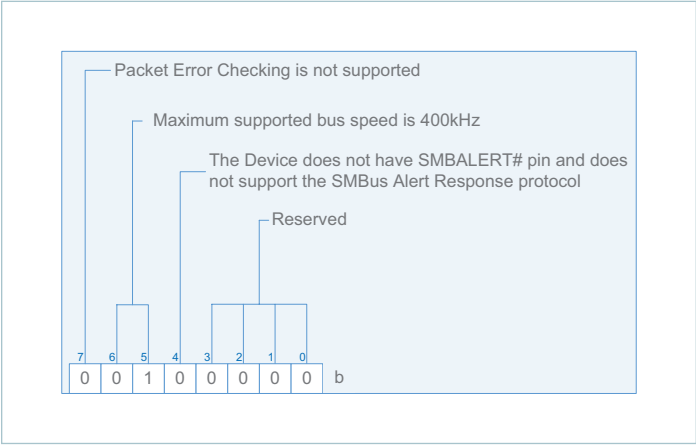 Packet Error Checking is not supported
Maximum supported bus speed is 400kHz
The Device does not have SMBALERT# pin and does
not support the SMBus Alert Response protocol
Reserved
7 6 5 4 3 2 1 0
0 0 1 0 0 0 0 0 b